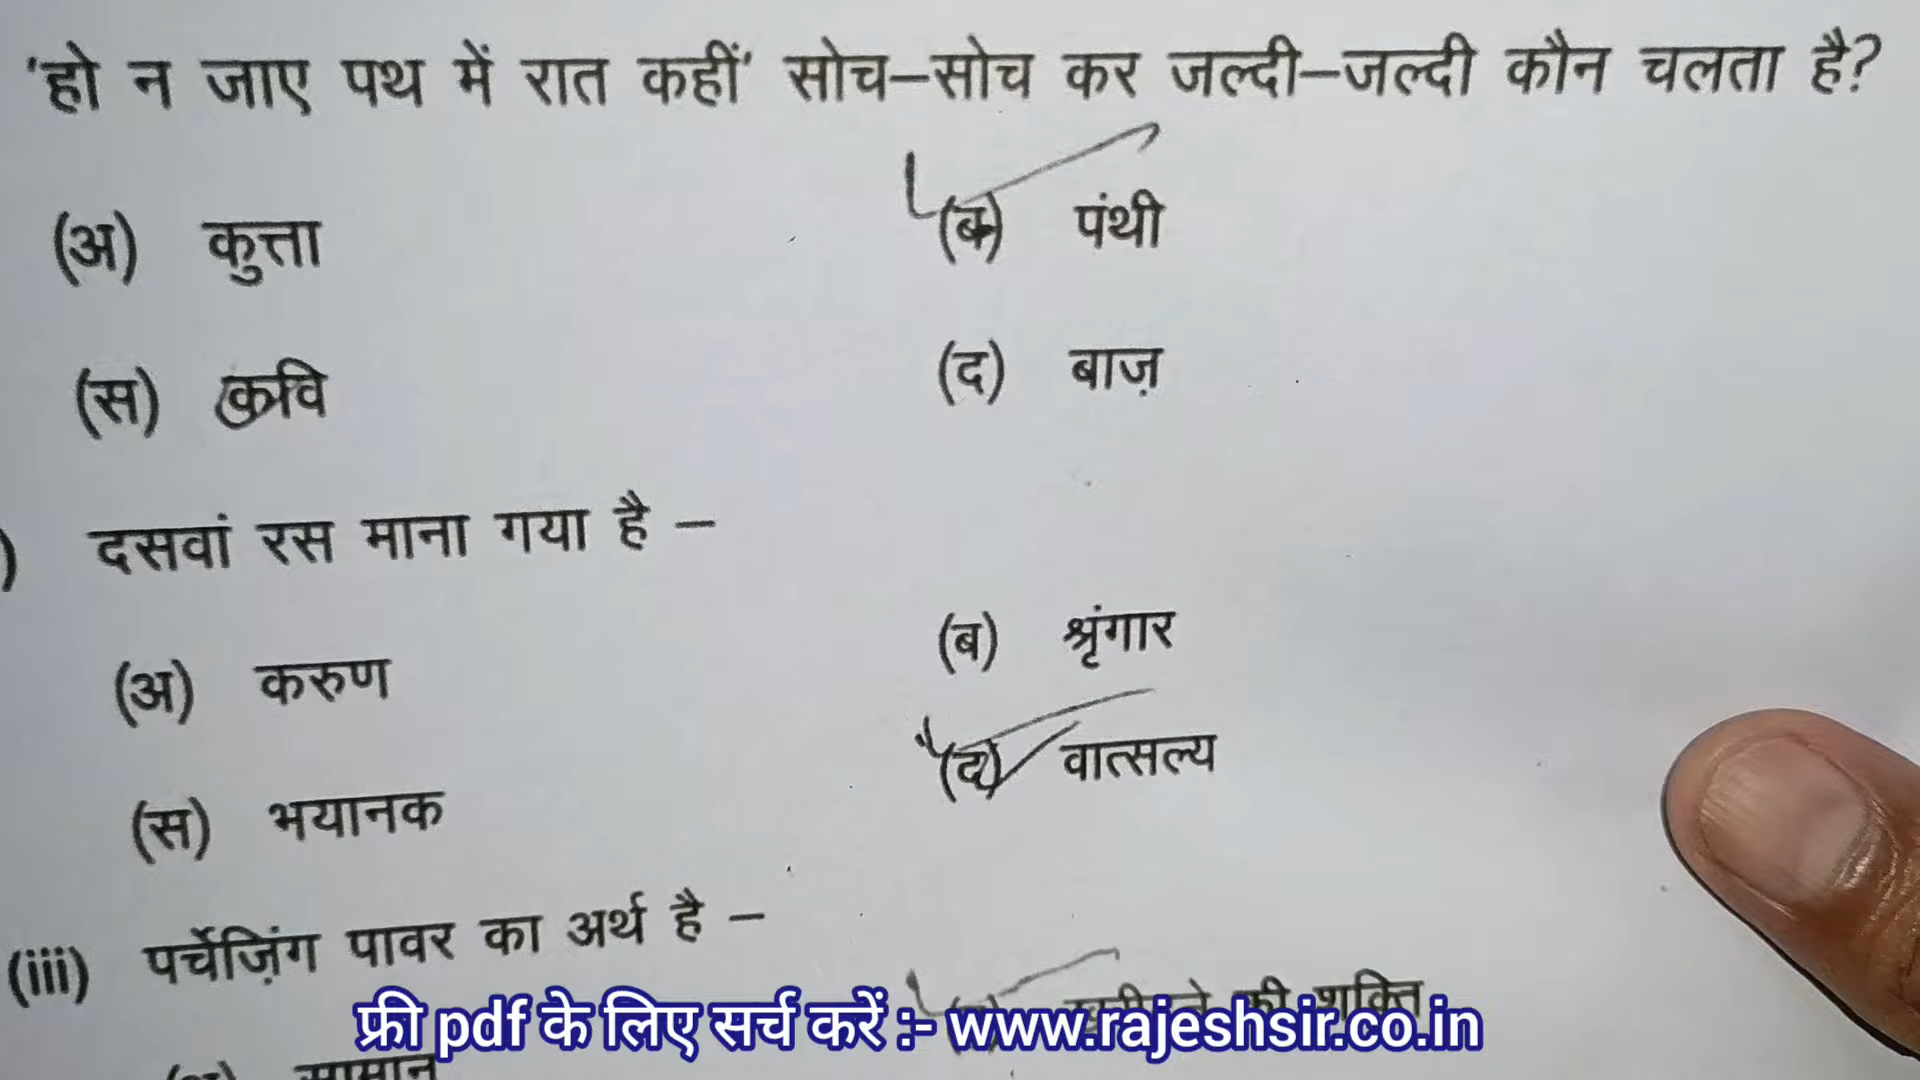 'हो न जाए पथ में रात कहीं' सोच–सोच कर जल्दी–जल्दी कौन चलता है?
(अ) कुत्ता (ब) पंथी
(स) कवि (द) बाज़
) दसवां रस माना गया है –
(अ) करुण (ब) श्रृंगार
(स) भयानक (द) वात्सल्य
(iii) पर्चेज़िंग पावर का अर्थ है –
की शक्ति
फ्री pdf के लिए सर्च करें :- www.rajeshsir.co.in
सामान